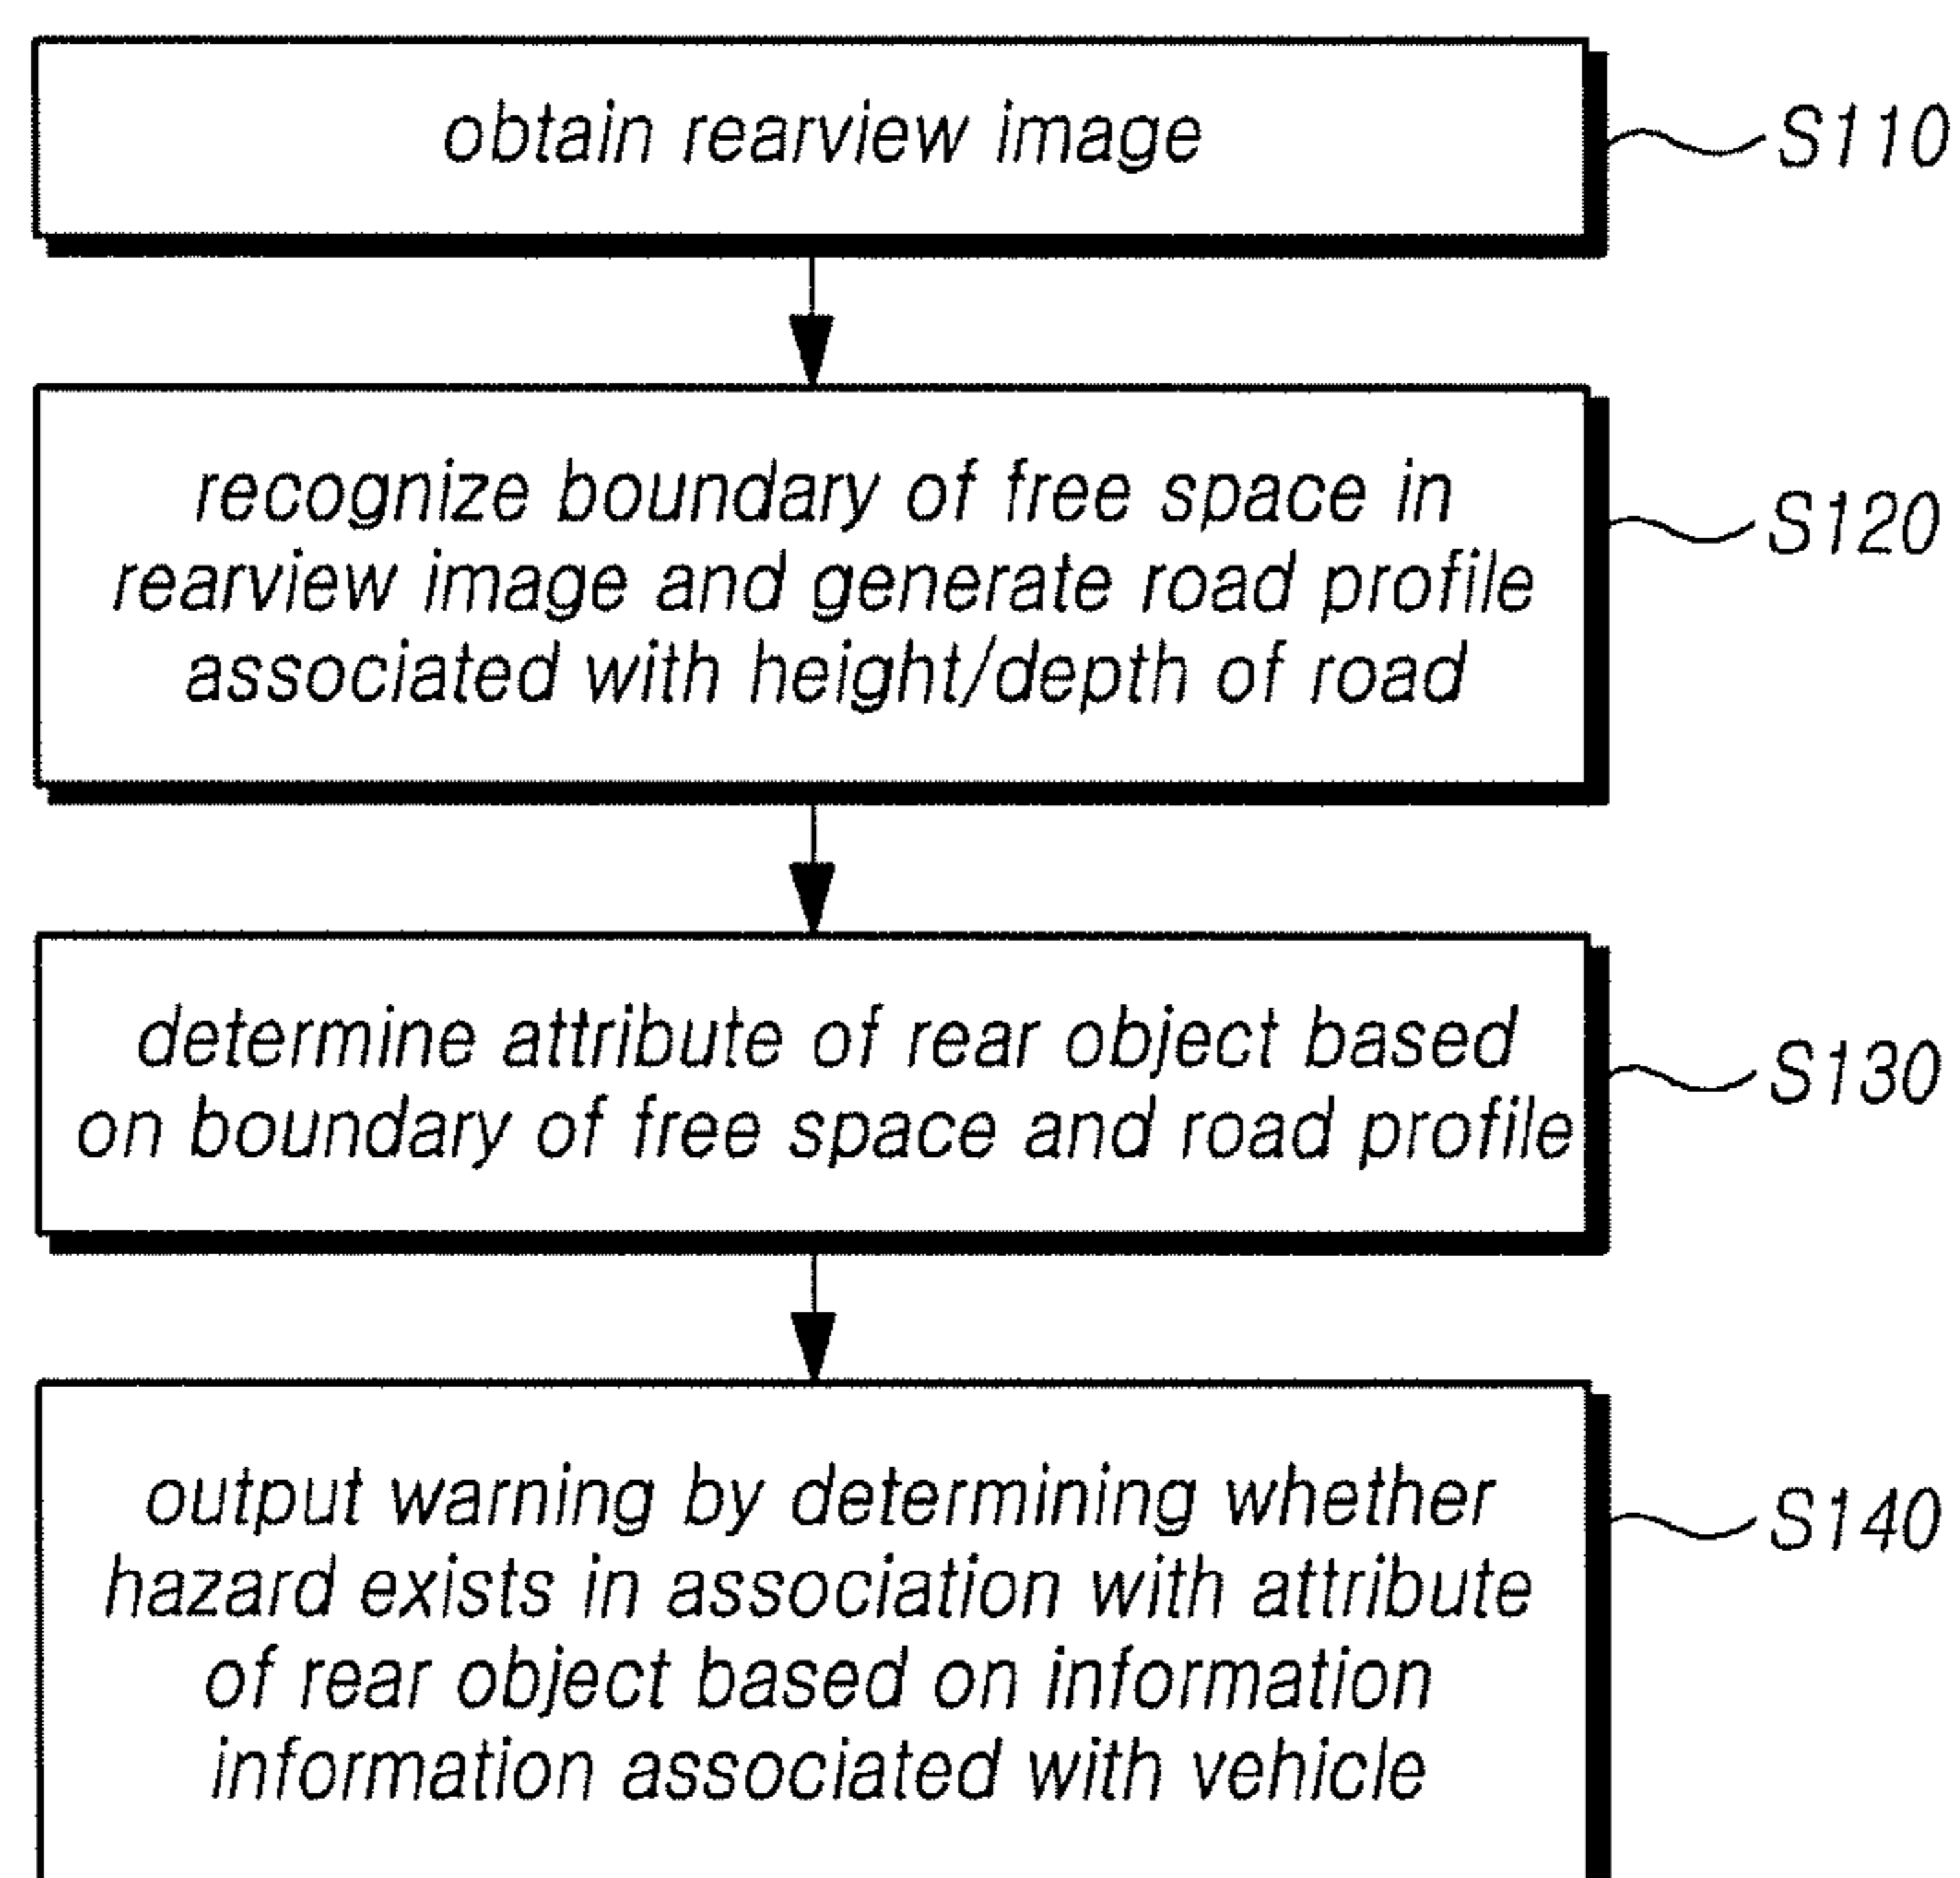 obtain rearview image
S110
recognize boundary of free space in
rearview image and generate road profile
associated with height/depth of road
S120
determine attribute of rear object based
on boundary of free space and road profile
S130
output warning by determining whether
hazard exists in association with attribute
of rear object based on information
information associated with vehicle
S140